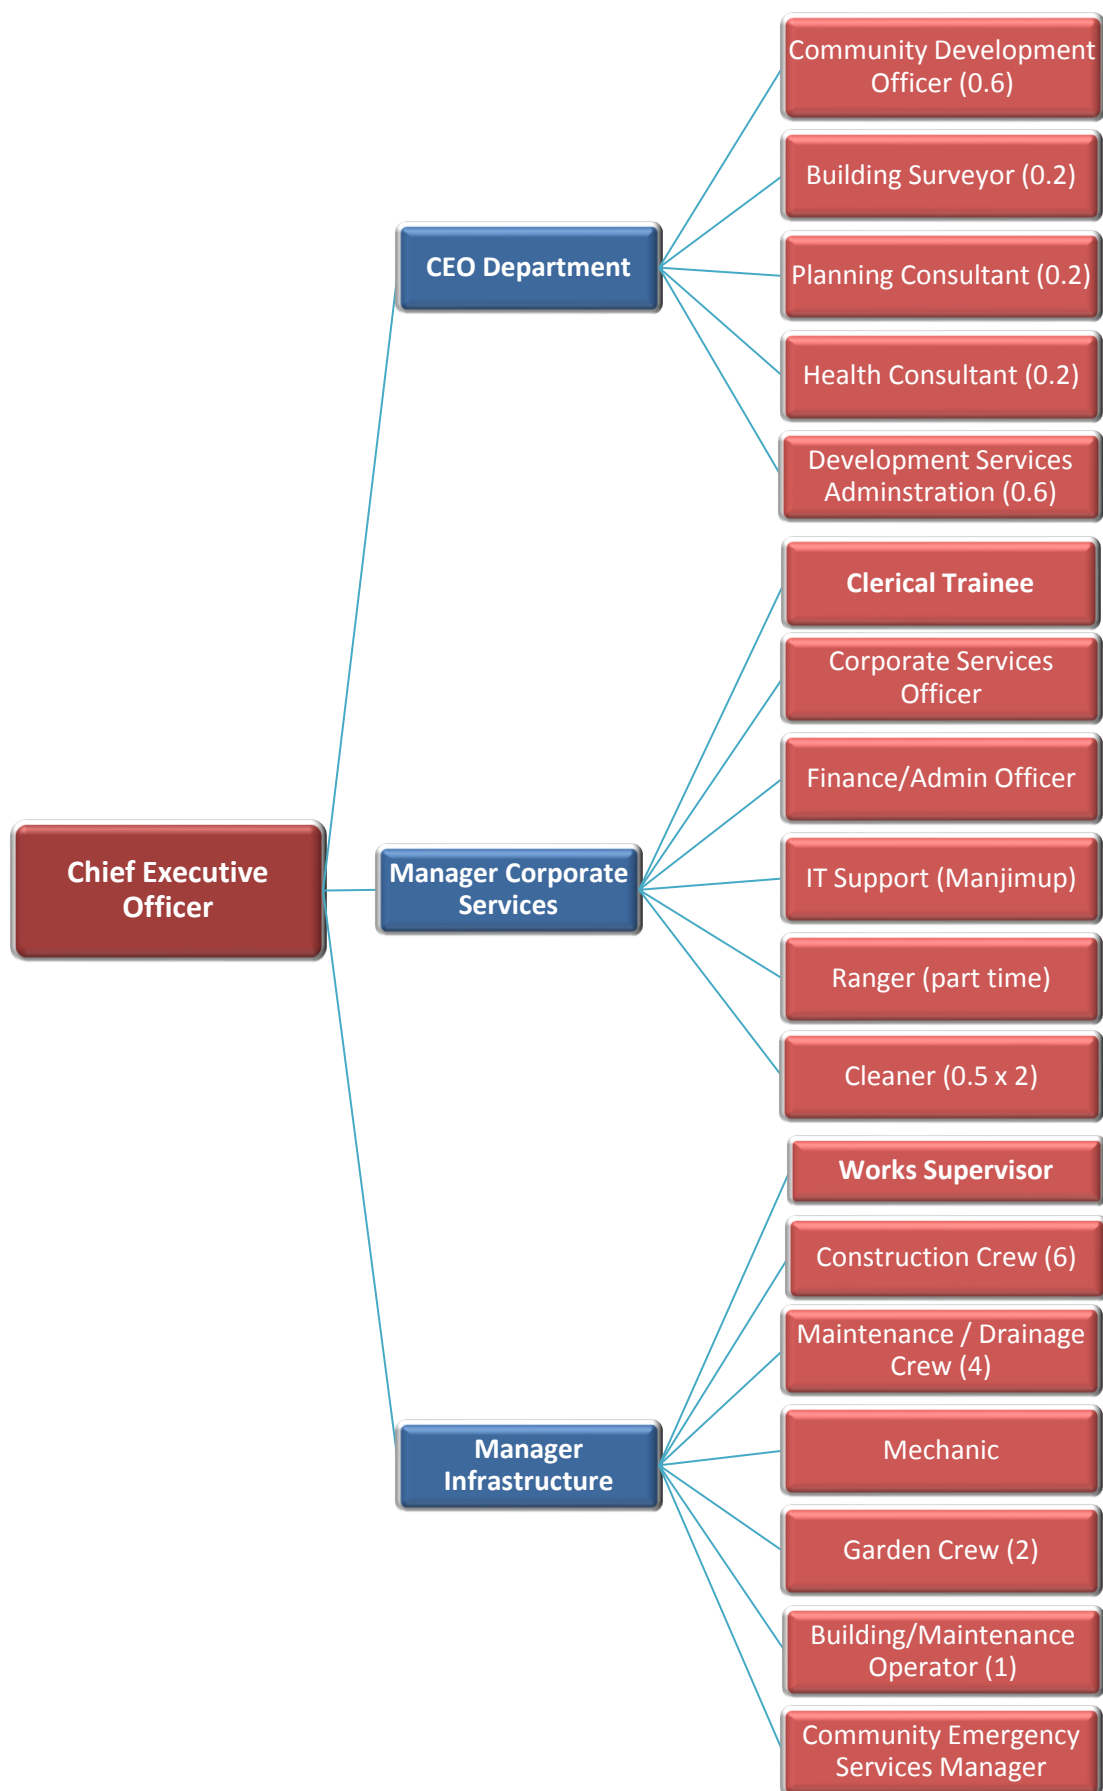 Chief Executive
Officer
CEO Department
Community Development
Officer (0.6)
Building Surveyor (0.2)
Planning Consultant (0.2)
Health Consultant (0.2)
Development Services
Adminstration (0.6)
Manager Corporate
Services
Clerical Trainee
Corporate Services
Officer
Finance/Admin Officer
IT Support (Manjimup)
Ranger (part time)
Cleaner (0.5 x 2)
Manager
Infrastructure
Works Supervisor
Construction Crew (6)
Maintenance / Drainage
Crew (4)
Mechanic
Garden Crew (2)
Building/Maintenance
Operator (1)
Community Emergency
Services Manager